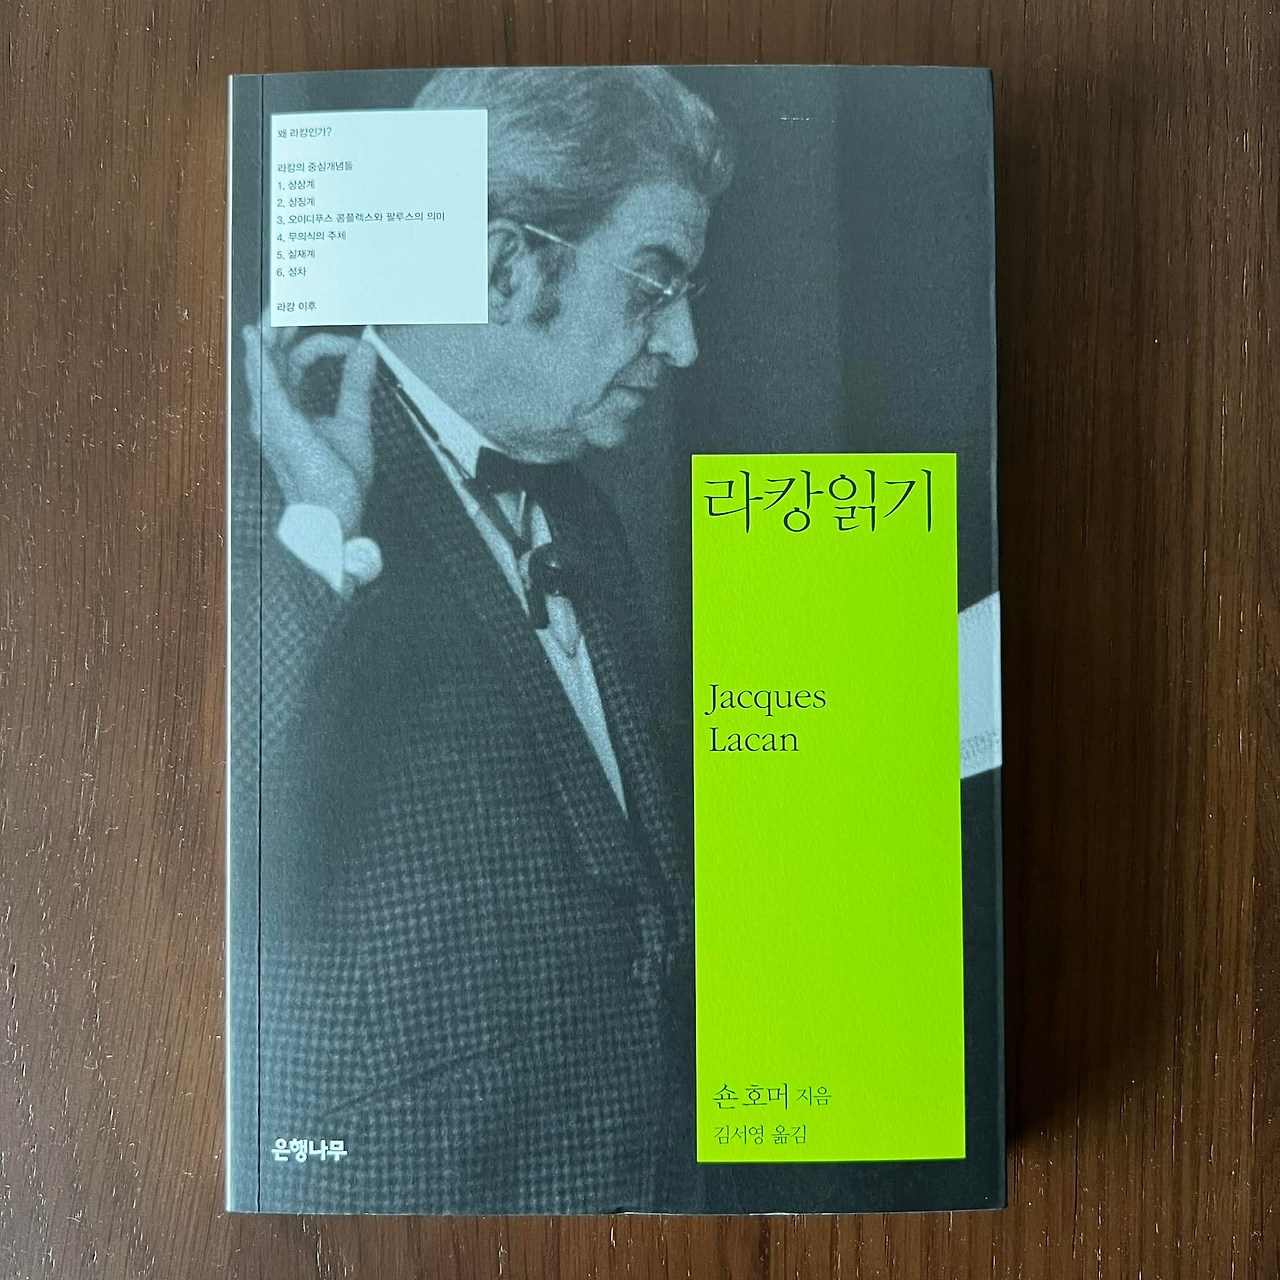 왜 라캉인가?
라캉의 중심개념들
1. 상상계
2. 상징계
3. 오이디푸스 콤플렉스와 팔루스의 의미
4. 무의식의 주체
5. 실재계
6. 성차
라캉 이후
라캉 읽기
Jacques
Lacan
숀 호머 지음
김서영 옮김
은행나무